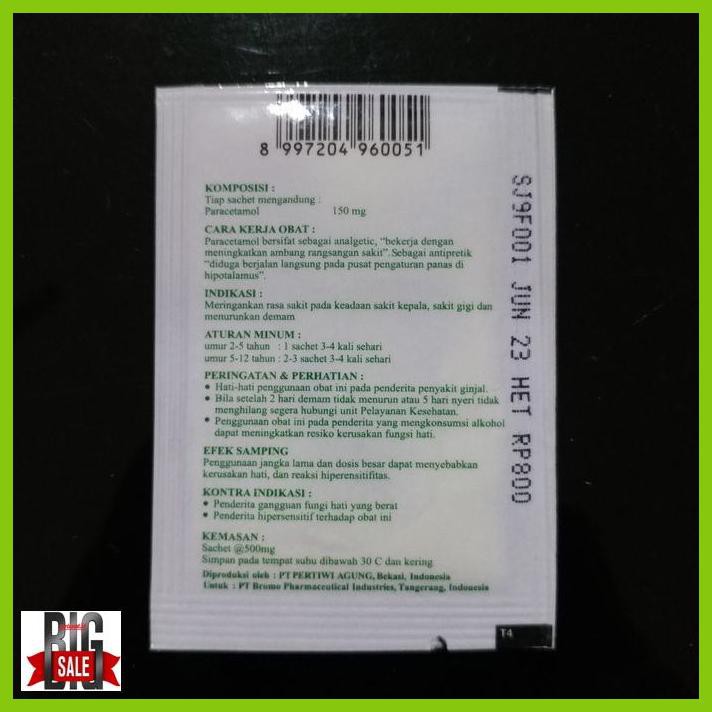 8 997204 960051
KOMPOSISI :
Tiap sachet mengandung :
Paracetamol 150 mg
CARA KERJA OBAT :
Paracetamol bersifat sebagai analgetic, "bekerja dengan
meningkatkan ambang rangsangan sakit". Sebagai antipretik
"diduga berjalan langsung pada pusat pengaturan panas di
hipotalamus".
INDIKASI :
Meringankan rasa sakit pada keadaan sakit kepala, sakit gigi dan
menurunkan demam
ATURAN MINUM :
umur 2-5 tahun : 1 sachet 3-4 kali sehari
umur 5-12 tahun : 2-3 sachet 3-4 kali sehari
PERINGATAN & PERHATIAN :
• Hati-hati penggunaan obat ini pada penderita penyakit ginjal.
• Bila setelah 2 hari demam tidak menurun atau 5 hari nyeri tidak
menghilang segera hubungi unit Pelayanan Kesehatan.
• Penggunaan obat ini pada penderita yang mengkonsumsi alkohol
dapat meningkatkan resiko kerusakan fungsi hati.
EFEK SAMPING
Penggunaan jangka lama dan dosis besar dapat menyebabkan
kerusakan hati, dan reaksi hiperensitifitas.
KONTRA INDIKASI :
• Penderita gangguan fungsi hati yang berat
• Penderita hipersensitif terhadap obat ini
KEMASAN :
Sachet @500mg
Simpan pada tempat suhu dibawah 30 C dan kering
Diproduksi oleh : PT PERTIWI AGUNG, Bekasi, Indonesia
Untuk : PT Bromo Pharmaceutical Industries, Tangerang, Indonesia
SJ9F001 JUN 23 HET RP800
T4
BIG
SALE